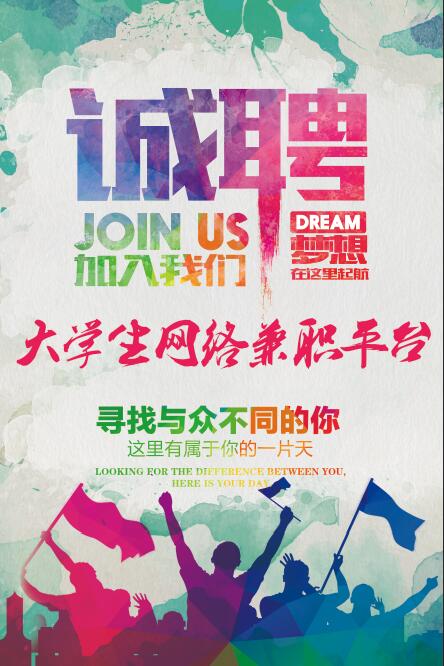 诚聘
JOIN US
加入我们
DREAM
梦想
在这里起航
大学生网络兼职平台
寻找与众不同的你
这里有属于你的一片天
LOOKING FOR THE DIFFERENCE BETWEEN YOU,
HERE IS YOUR DAY